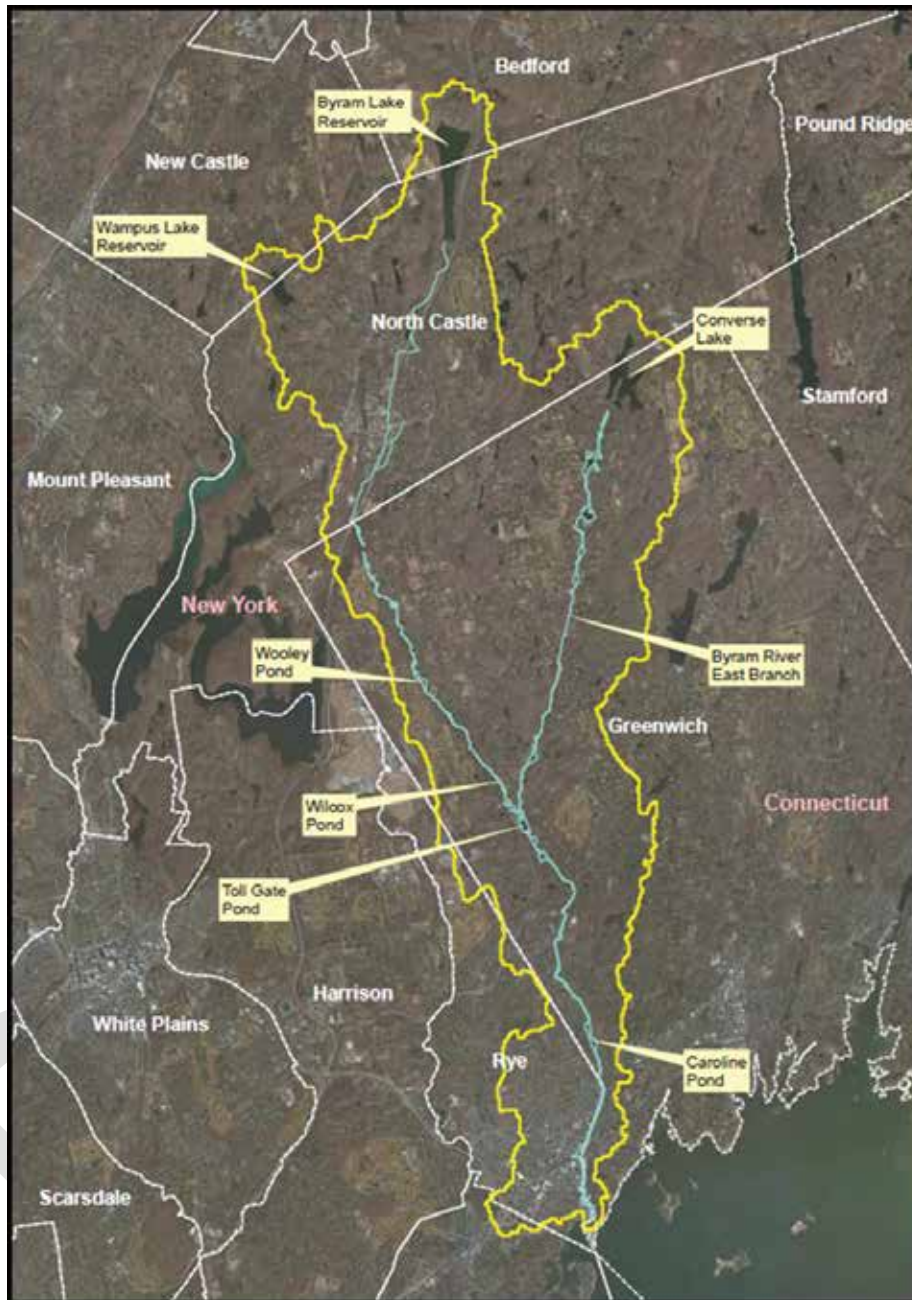 Bedford
Byram Lake
Reservoir
Pound Ridge
New Castle
Wampus Lake
Reservoir
North Castle
Converse
Lake
Stamford
Mount Pleasant
New York
Wooley
Pond
Byram River
East Branch
Greenwich
Wilcox
Pond
Connecticut
Toll Gate
Pond
Harrison
White Plains
Rye
Caroline
Pond
Scarsdale